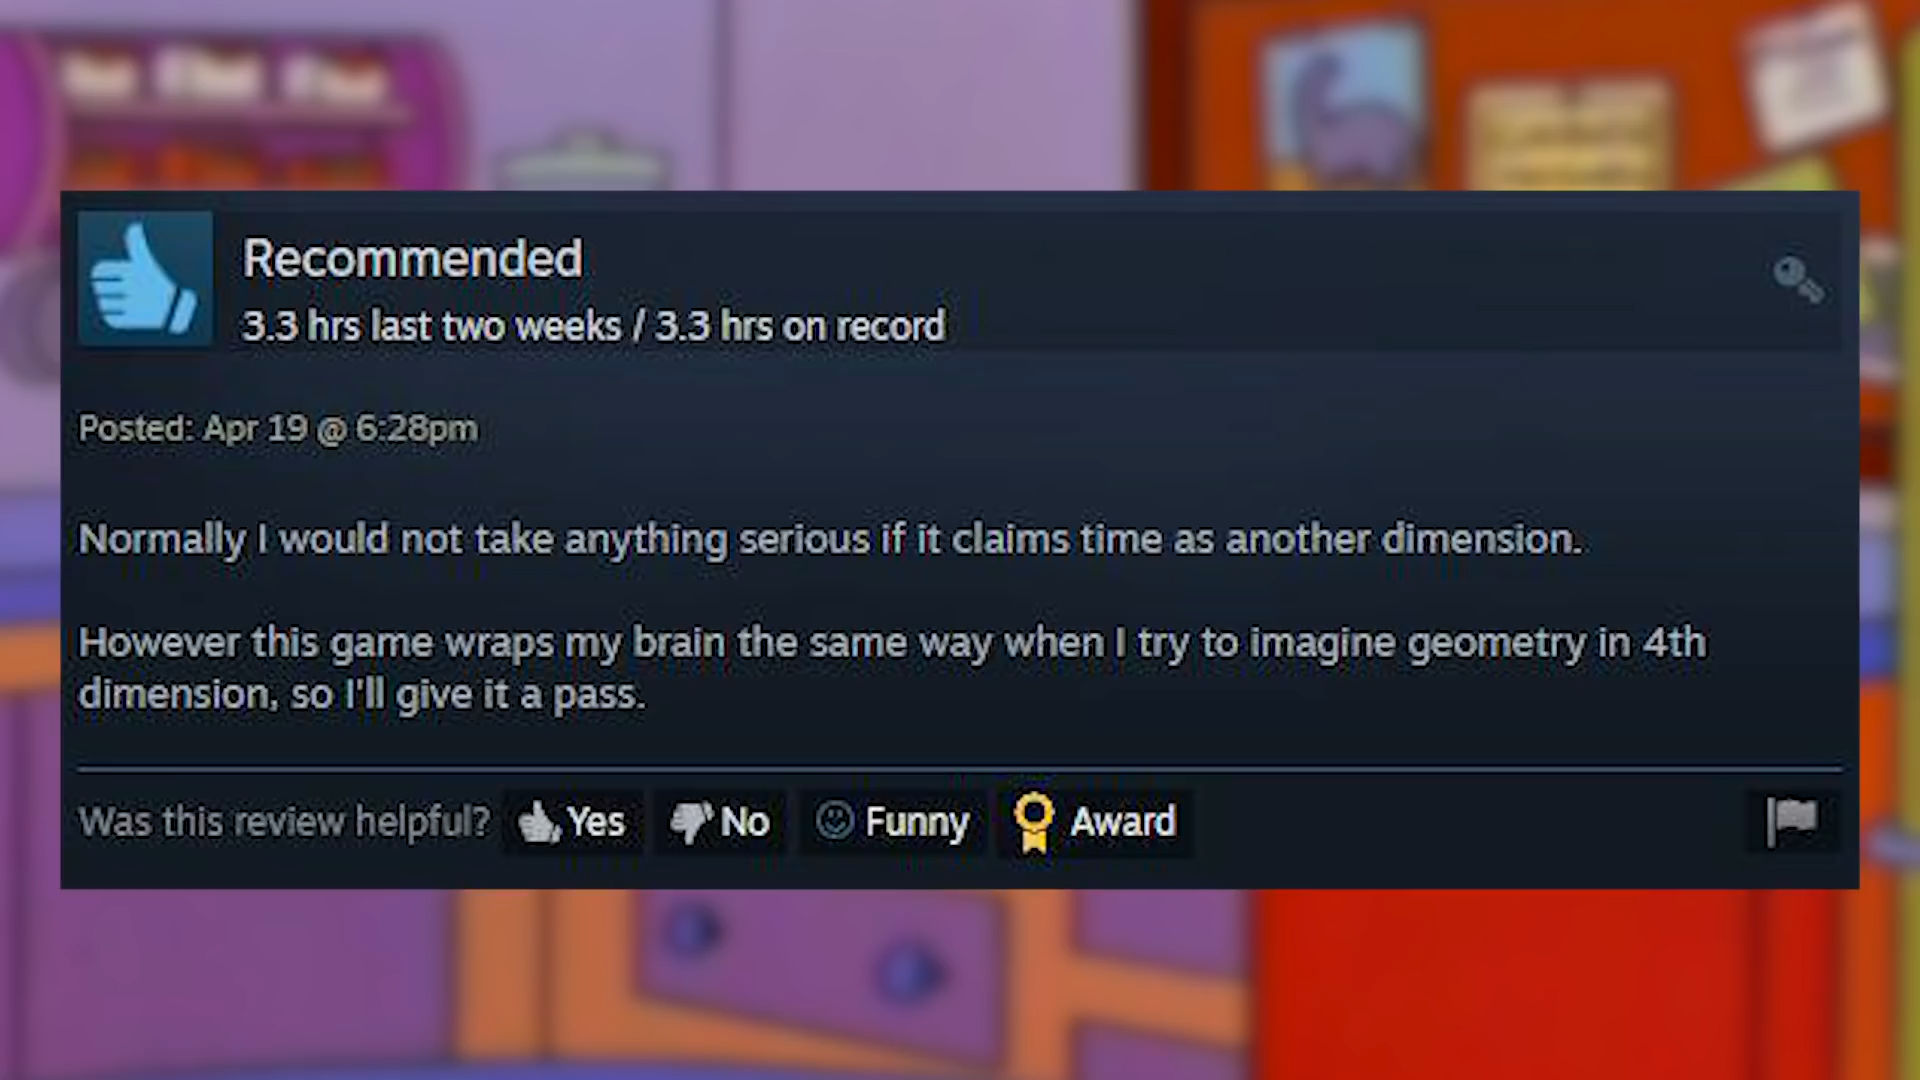 Recommended
3.3 hrs last two weeks / 3.3 hrs on record
Posted: Apr 19 @ 6:28pm
Normally I would not take anything serious if it claims time as another dimension.
However this game wraps my brain the same way when I try to imagine geometry in 4th
dimension, so I'll give it a pass.
Was this review helpful? Yes No Funny Award